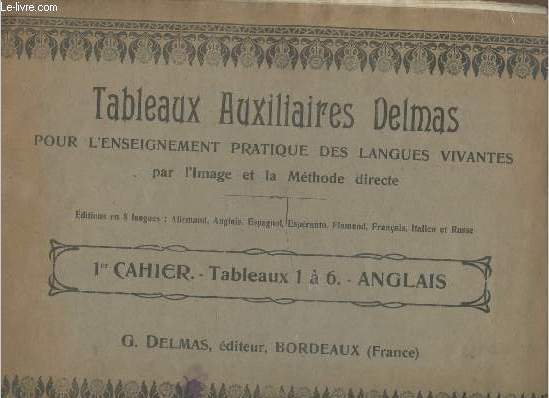 Le-livre.com
Tableaux Auxiliaires Delmas
POUR L'ENSEIGNEMENT PRATIQUE DES LANGUES VIVANTES
par l'Image et la Méthode directe
Editions en 8 langues : Allemand, Anglais, Espagnol, Espéranto, Flamand, Français, Italien et Russe
1er CAHIER. - Tableaux 1 à 6. - ANGLAIS
G. DELMAS, éditeur, BORDEAUX (France)